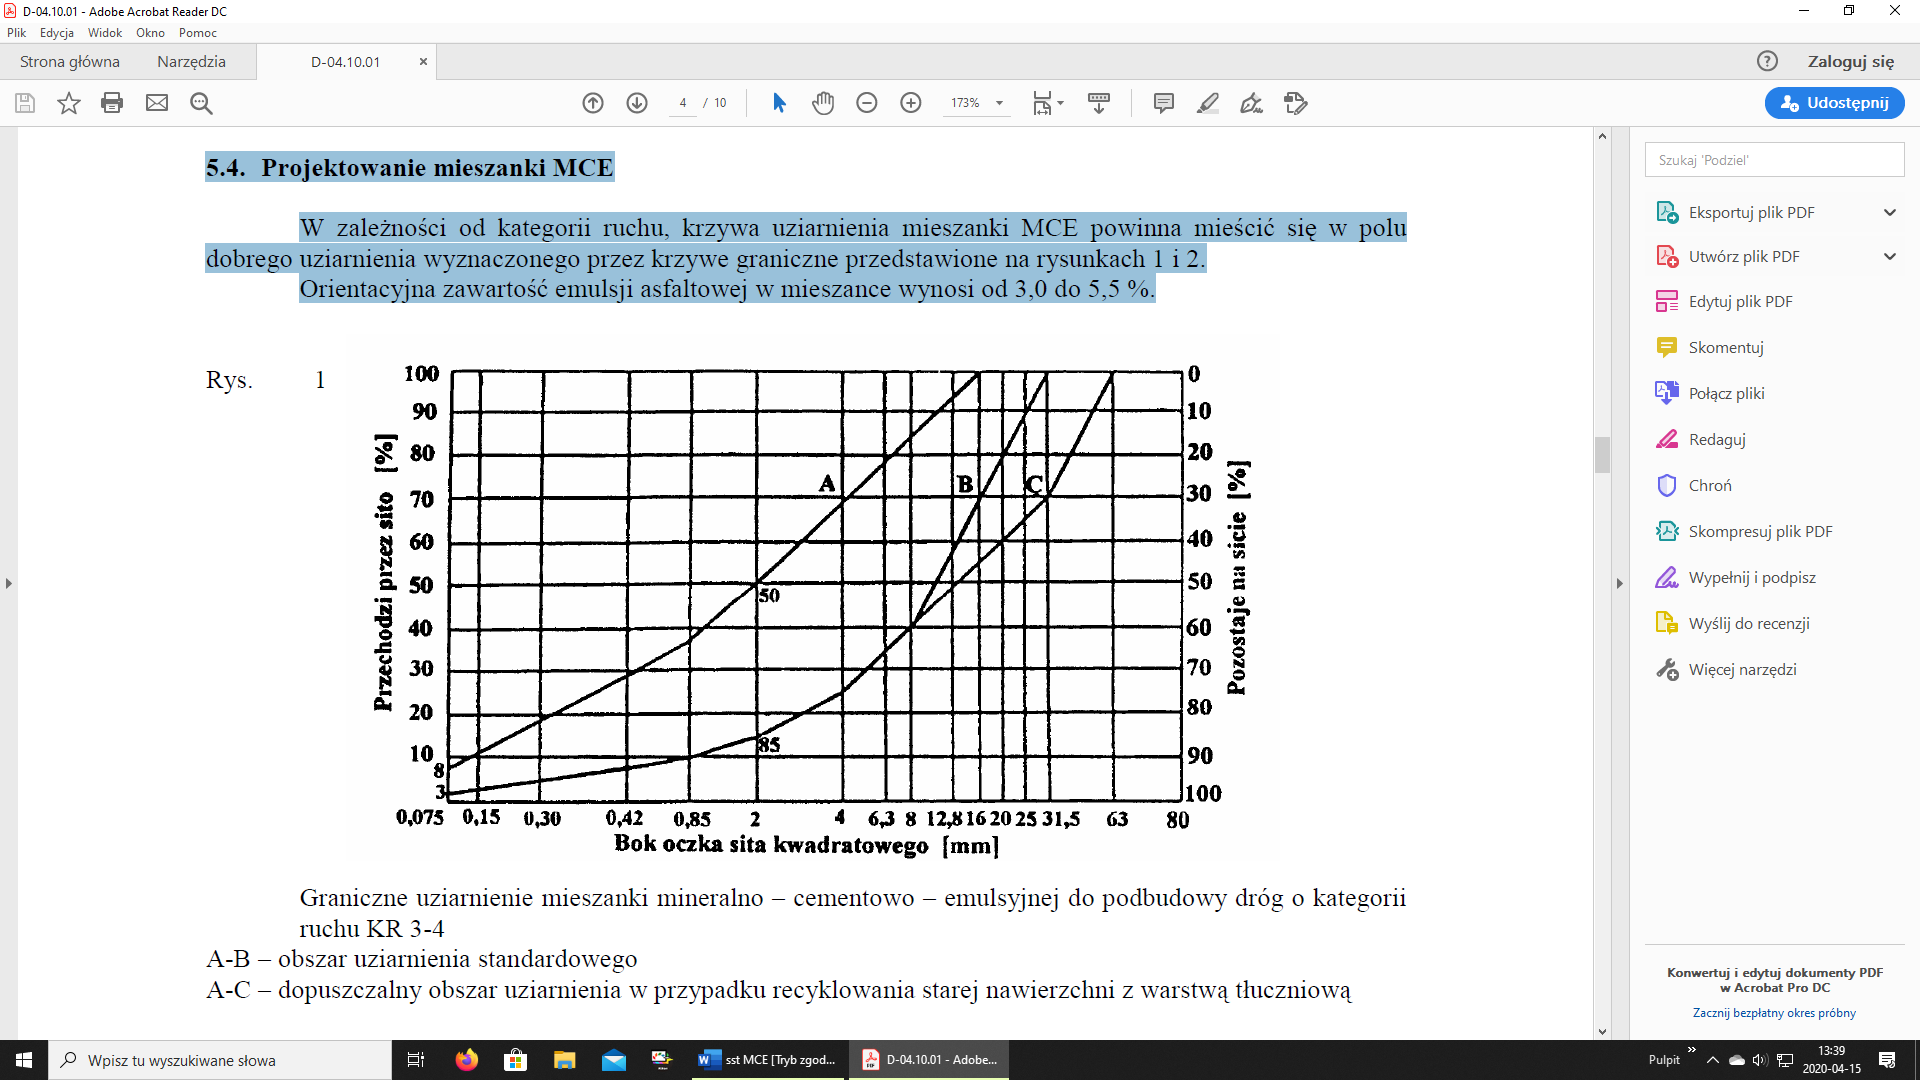 D-04.10.01 - Adobe Acrobat Reader DC
Plik Edycja Widok Okno Pomoc
Strona główna Narzędzia D-04.10.01 × Zaloguj się
4 / 10 173% Udostępnij
5.4. Projektowanie mieszanki MCE
W zależności od kategorii ruchu, krzywa uziarnienia mieszanki MCE powinna mieścić się w polu
dobrego uziarnienia wyznaczonego przez krzywe graniczne przedstawione na rysunkach 1 i 2.
Orientacyjna zawartość emulsji asfaltowej w mieszance wynosi od 3,0 do 5,5 %.
Rys. 1
Przechodzi przez sito [%]
100
90
80
70
60
50
40
30
20
10
8
3
A
B
C
50
85
0
10
20
30
40
50
60
70
80
90
100
Pozostaje na sicie [%]
0,075 0,15 0,30 0,42 0,85 2 4 6,3 8 12,8 16 20 25 31,5 63 80
Bok oczka sita kwadratowego [mm]
Graniczne uziarnienie mieszanki mineralno – cementowo – emulsyjnej do podbudowy dróg o kategorii
ruchu KR 3-4
A-B – obszar uziarnienia standardowego
A-C – dopuszczalny obszar uziarnienia w przypadku recyklowania starej nawierzchni z warstwą tłuczniową
Szukaj 'Podziel'
Eksportuj plik PDF
Utwórz plik PDF
Edytuj plik PDF
Skomentuj
Połącz pliki
Redaguj
Chroń
Skompresuj plik PDF
Wypełnij i podpisz
Wyślij do recenzji
Więcej narzędzi
Konwertuj i edytuj dokumenty PDF
w Acrobat Pro DC
Zacznij bezpłatny okres próbny
Wpisz tu wyszukiwane słowa
sst MCE [Tryb zgod...
D-04.10.01 - Adobe...
Pulpit »
13:39
2020-04-15